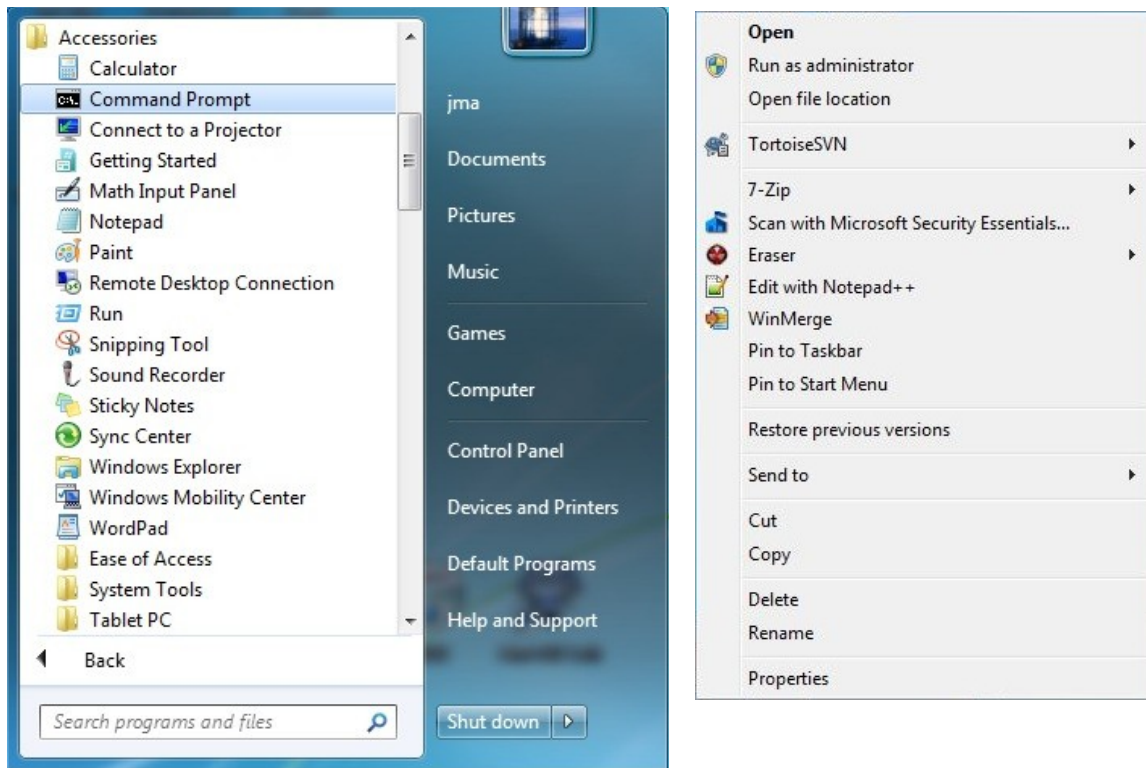 Accessories
Calculator
C:\.
Command Prompt
Connect to a Projector
Getting Started
Math Input Panel
Notepad
Paint
Remote Desktop Connection
Run
Snipping Tool
Sound Recorder
Sticky Notes
Sync Center
Windows Explorer
Windows Mobility Center
WordPad
Ease of Access
System Tools
Tablet PC
Back
Search programs and files
jma
Documents
Pictures
Music
Games
Computer
Control Panel
Devices and Printers
Default Programs
Help and Support
Shut down
Open
Run as administrator
Open file location
TortoiseSVN
7-Zip
Scan with Microsoft Security Essentials...
Eraser
Edit with Notepad++
WinMerge
Pin to Taskbar
Pin to Start Menu
Restore previous versions
Send to
Cut
Copy
Delete
Rename
Properties